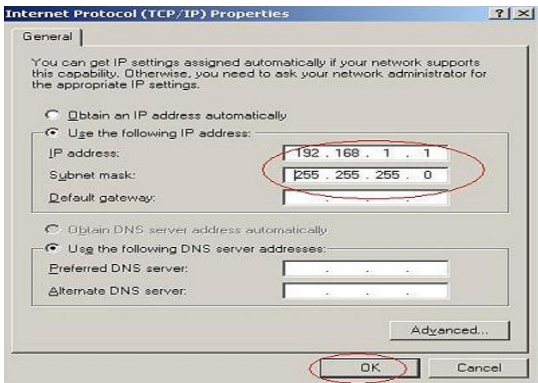 Internet Protocol (TCP/IP) Properties
General
You can get IP settings assigned automatically if your network supports
this capability. Otherwise, you need to ask your network administrator for
the appropriate IP settings.
Obtain an IP address automatically
Use the following IP address:
IP address: 192 . 168 . 1 . 1
Subnet mask: 255 . 255 . 255 . 0
Default gateway: . . .
Obtain DNS server address automatically
Use the following DNS server addresses:
Preferred DNS server: . . .
Alternate DNS server: . . .
Advanced...
OK Cancel